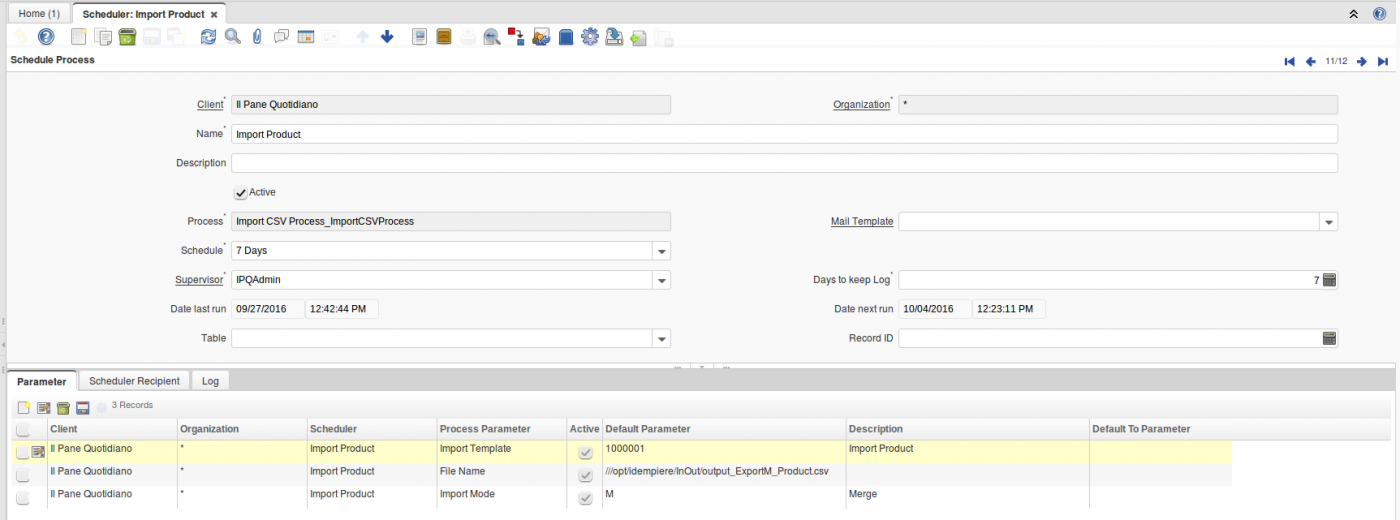 Home (1) Scheduler: Import Product ×
Schedule Process 11/12
Client* Il Pane Quotidiano Organization* *
Name* Import Product
Description
Active
Process* Import CSV Process_ImportCSVProcess Mail Template
Schedule* 7 Days
Supervisor* IPQAdmin Days to keep Log* 7
Date last run 09/27/2016 12:42:44 PM Date next run 10/04/2016 12:23:11 PM
Table Record ID
Parameter Scheduler Recipient Log
3 Records
Client Organization Scheduler Process Parameter Active Default Parameter Description Default To Parameter
Il Pane Quotidiano * Import Product Import Template 1000001 Import Product
Il Pane Quotidiano * Import Product File Name ///opt/idempiere/InOut/output_ExportM_Product.csv
Il Pane Quotidiano * Import Product Import Mode M Merge